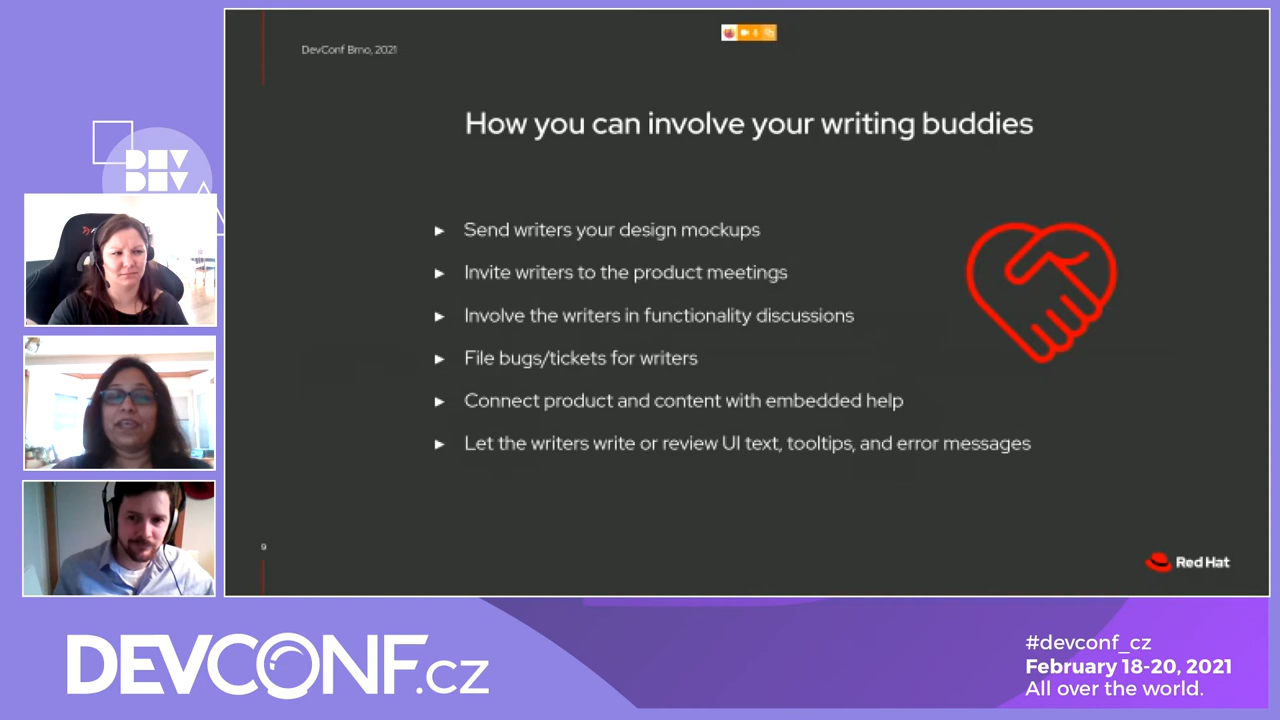 DevConf Brno, 2021
How you can involve your writing buddies
► Send writers your design mockups
► Invite writers to the product meetings
► Involve the writers in functionality discussions
► File bugs/tickets for writers
► Connect product and content with embedded help
► Let the writers write or review UI text, tooltips, and error messages
9
Red Hat
DEV
DEV
DEVCONF.cz
#devconf_cz
February 18-20, 2021
All over the world.